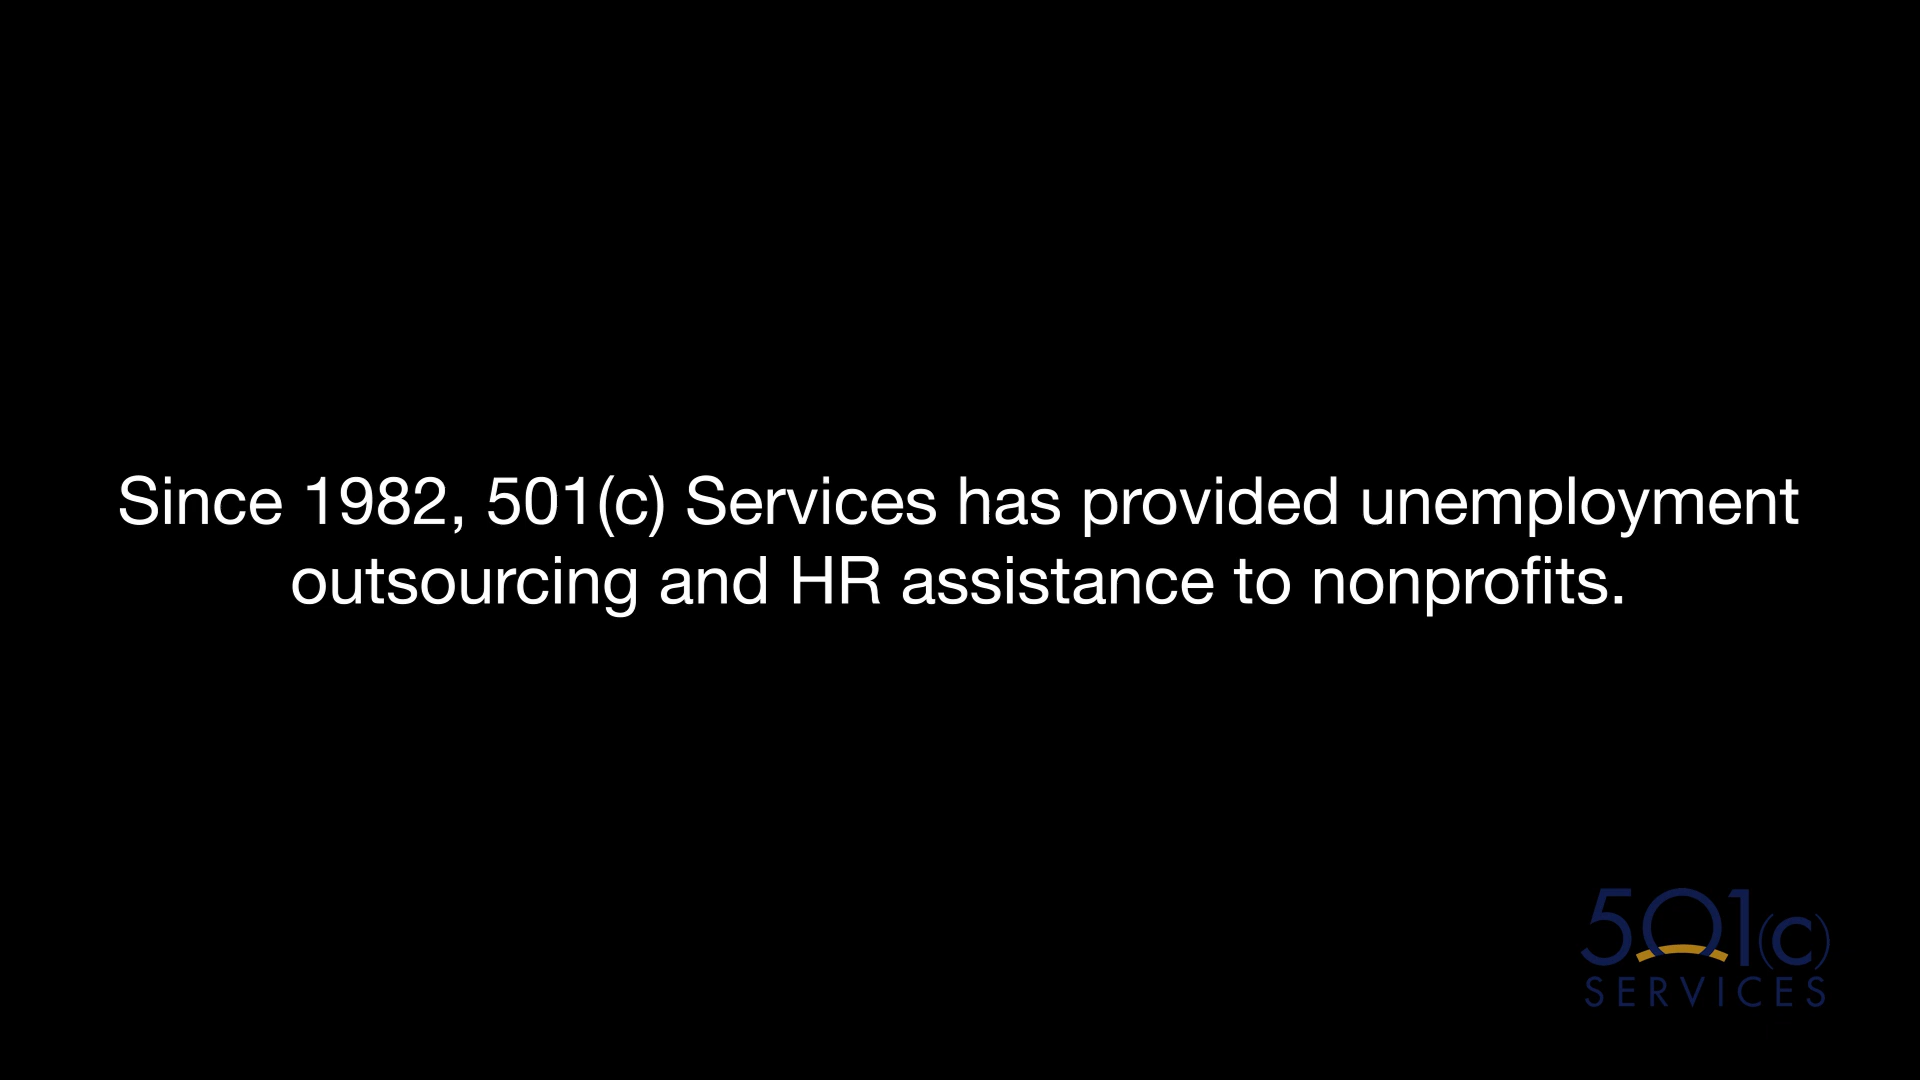 Since 1982, 501(c) Services has provided unemployment
outsourcing and HR assistance to nonprofits.
501(c)
SERVICES